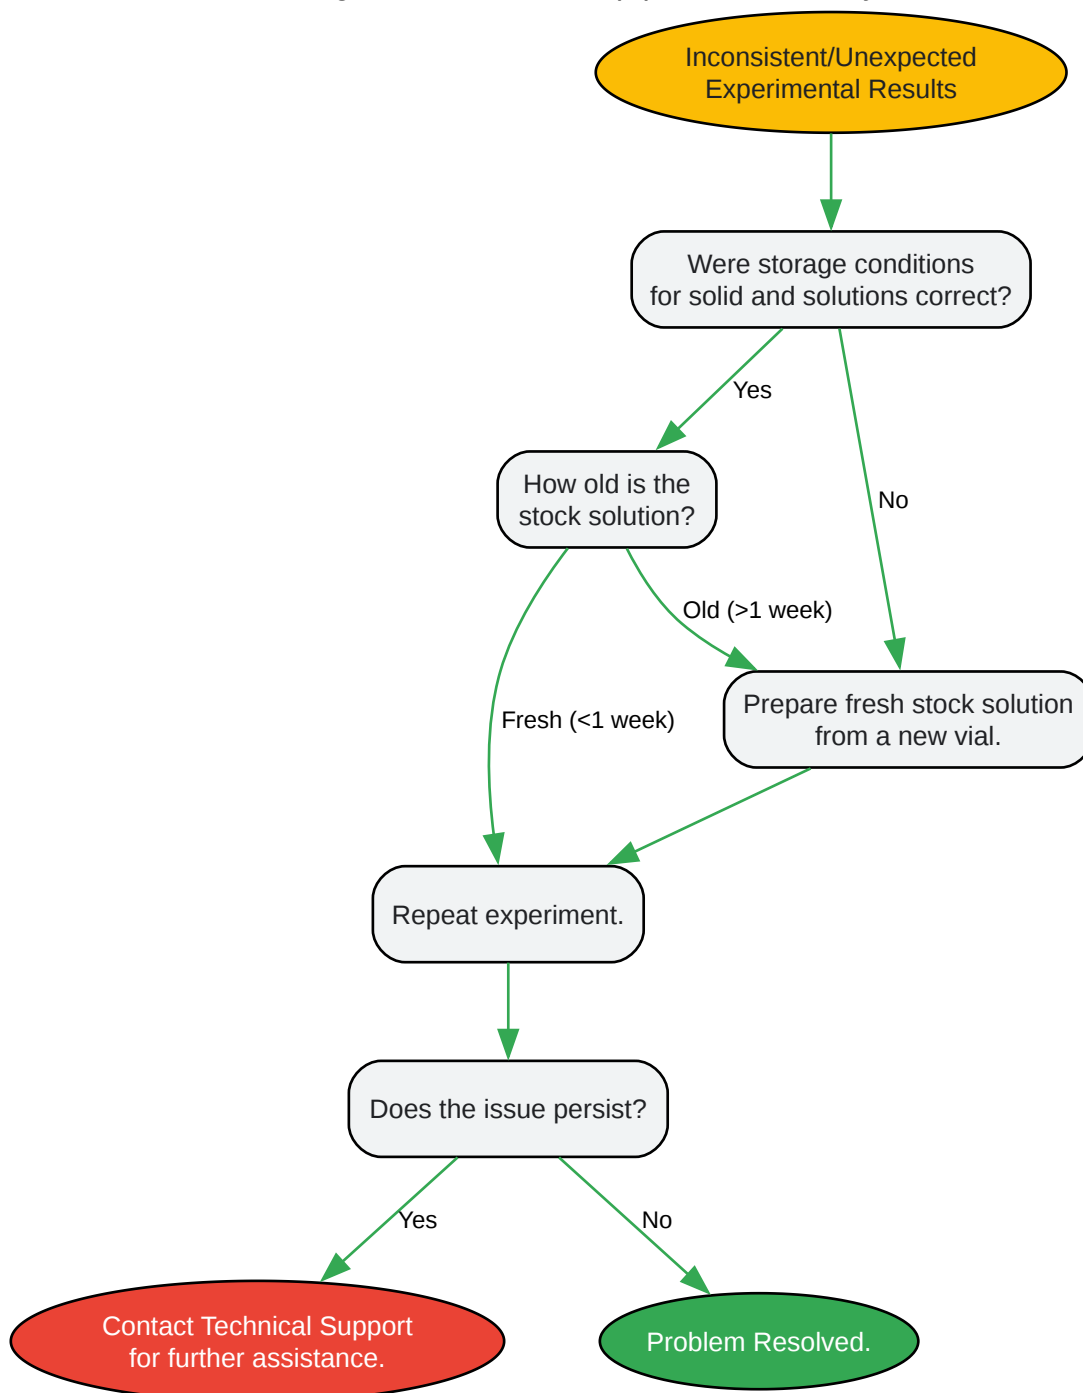 Inconsistent/Unexpected
Experimental Results
Were storage conditions
for solid and solutions correct?
Yes
No
How old is the
stock solution?
Old (>1 week)
Fresh (<1 week)
Prepare fresh stock solution
from a new vial.
Repeat experiment.
Does the issue persist?
Yes
No
Contact Technical Support
for further assistance.
Problem Resolved.